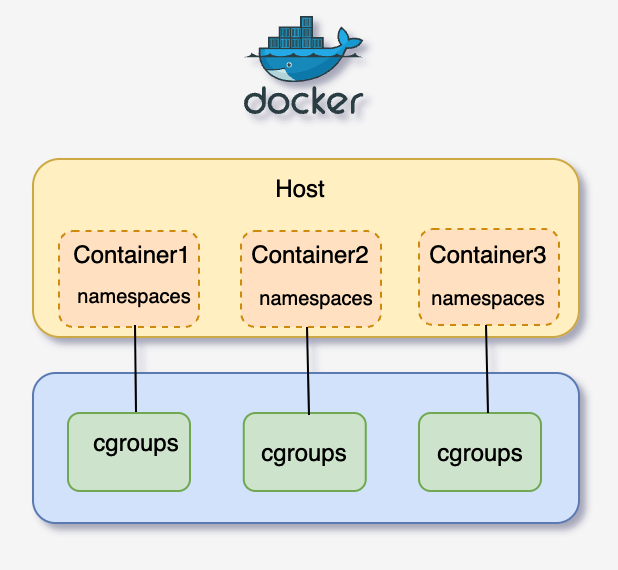 docker
Host
Container1
namespaces
Container2
namespaces
Container3
namespaces
cgroups
cgroups
cgroups